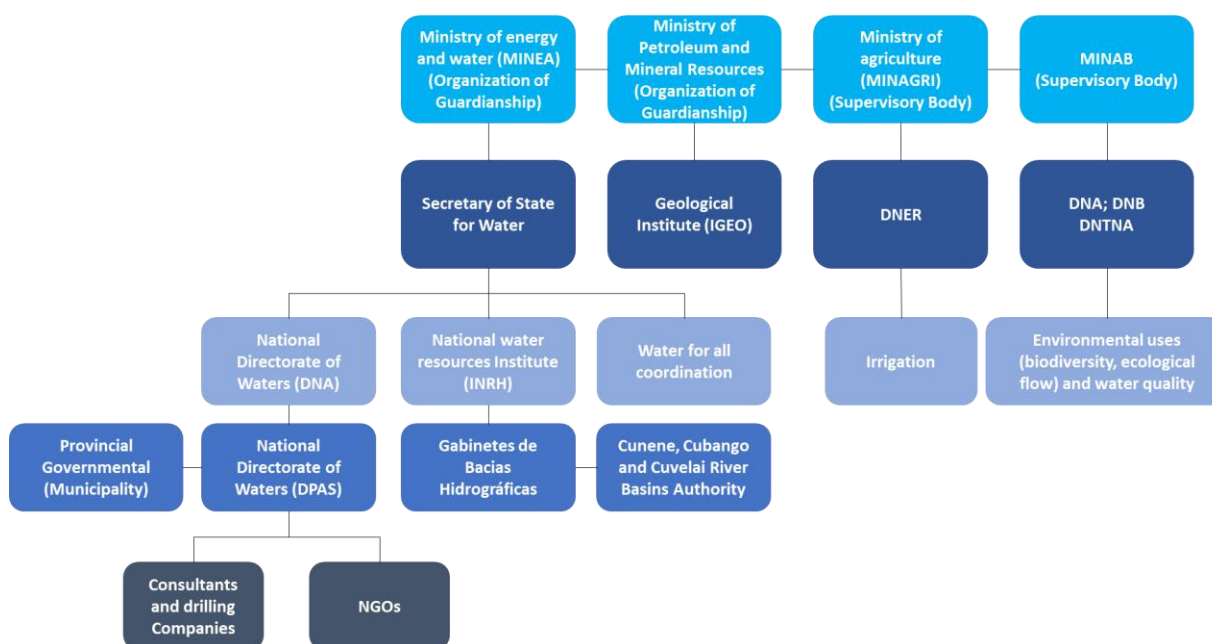 Ministry of energy
and water (MINEA)
(Organization of
Guardianship)
Ministry of
Petroleum and
Mineral Resources
(Organization of
Guardianship)
Ministry of
agriculture
(MINAGRI)
(Supervisory Body)
MINAB
(Supervisory Body)
Secretary of State
for Water
Geological
Institute (IGEO)
DNER
DNA; DNB
DNTNA
National
Directorate of
Waters (DNA)
National water
resources Institute
(INRH)
Water for all
coordination
Irrigation
Environmental uses
(biodiversity, ecological
flow) and water quality
Provincial
Governmental
(Municipality)
National
Directorate of
Waters (DPAS)
Gabinetes de
Bacias
Hidrográficas
Cunene, Cubango
and Cuvelai River
Basins Authority
Consultants
and drilling
Companies
NGOs